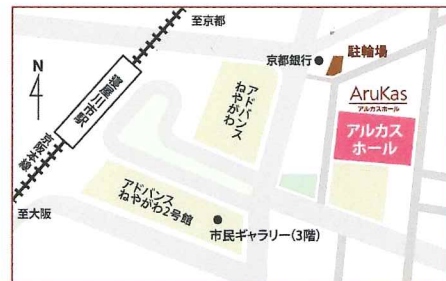 至京都
N
寝屋川市駅
京阪本線
至大阪
京都銀行
駐輪場
アドバンス
ねやがわ
AruKas
アルカスホール
アルカス
ホール
アドバンス
ねやがわ2号館
市民ギャラリー(3階)